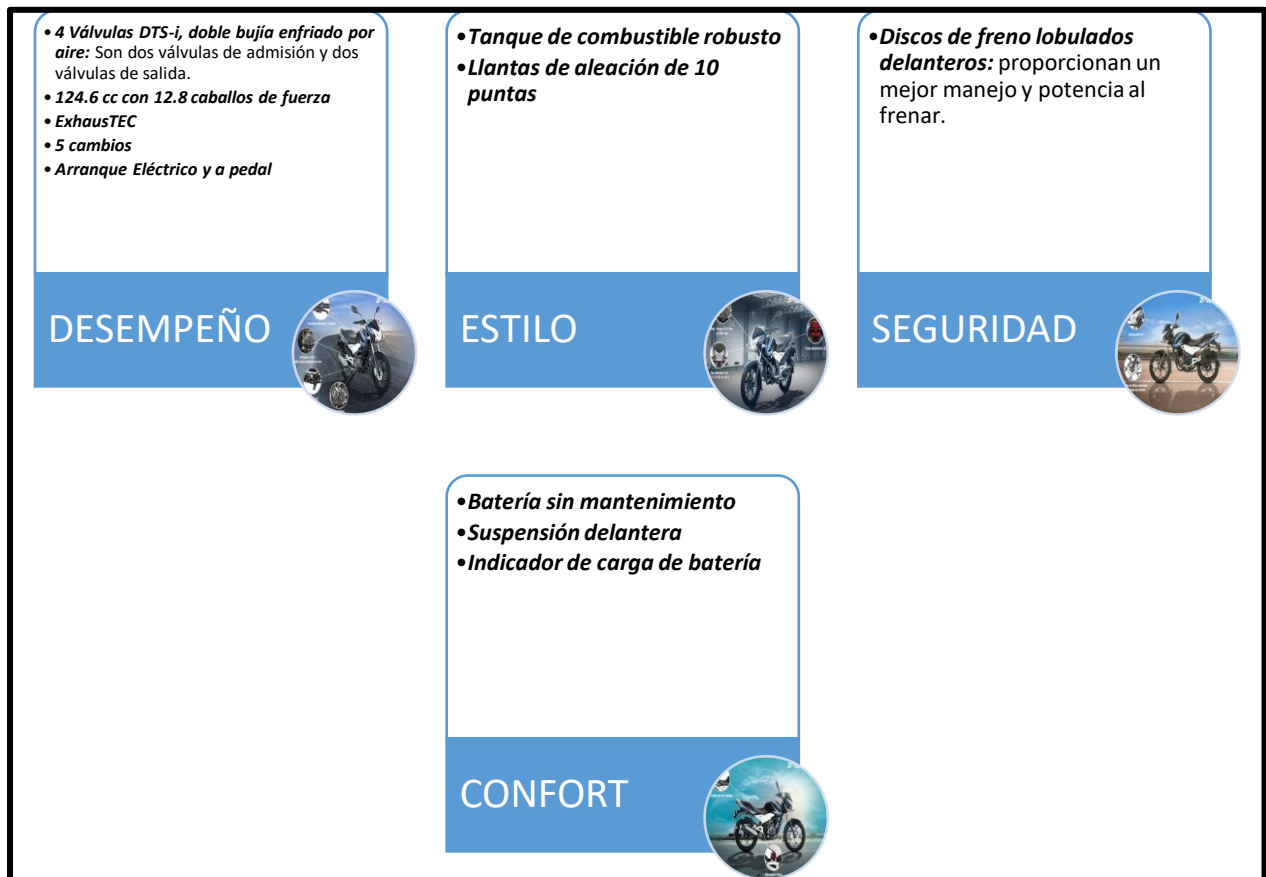 • 4 Válvulas DTS-i, doble bujía enfriado por
aire: Son dos válvulas de admisión y dos
válvulas de salida.
• 124.6 cc con 12.8 caballos de fuerza
• ExhausTEC
• 5 cambios
• Arranque Eléctrico y a pedal
DESEMPEÑO
•Tanque de combustible robusto
•Llantas de aleación de 10
puntas
ESTILO
•Discos de freno lobulados
delanteros: proporcionan un
mejor manejo y potencia al
frenar.
SEGURIDAD
•Batería sin mantenimiento
•Suspensión delantera
•Indicador de carga de batería
CONFORT